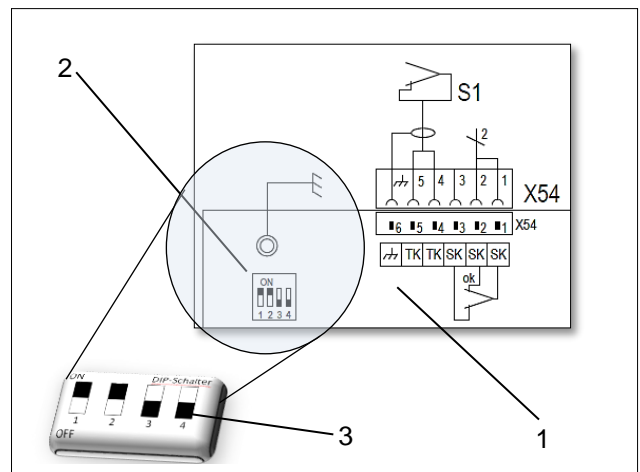 2
S1
2
5 4 3 2 1
X54
6 5 4 3 2 1 X54
TK TK SK SK SK
ok
ON
1 2 3 4
ON
DIP-Schalter
1 2 3 4
OFF
3
1